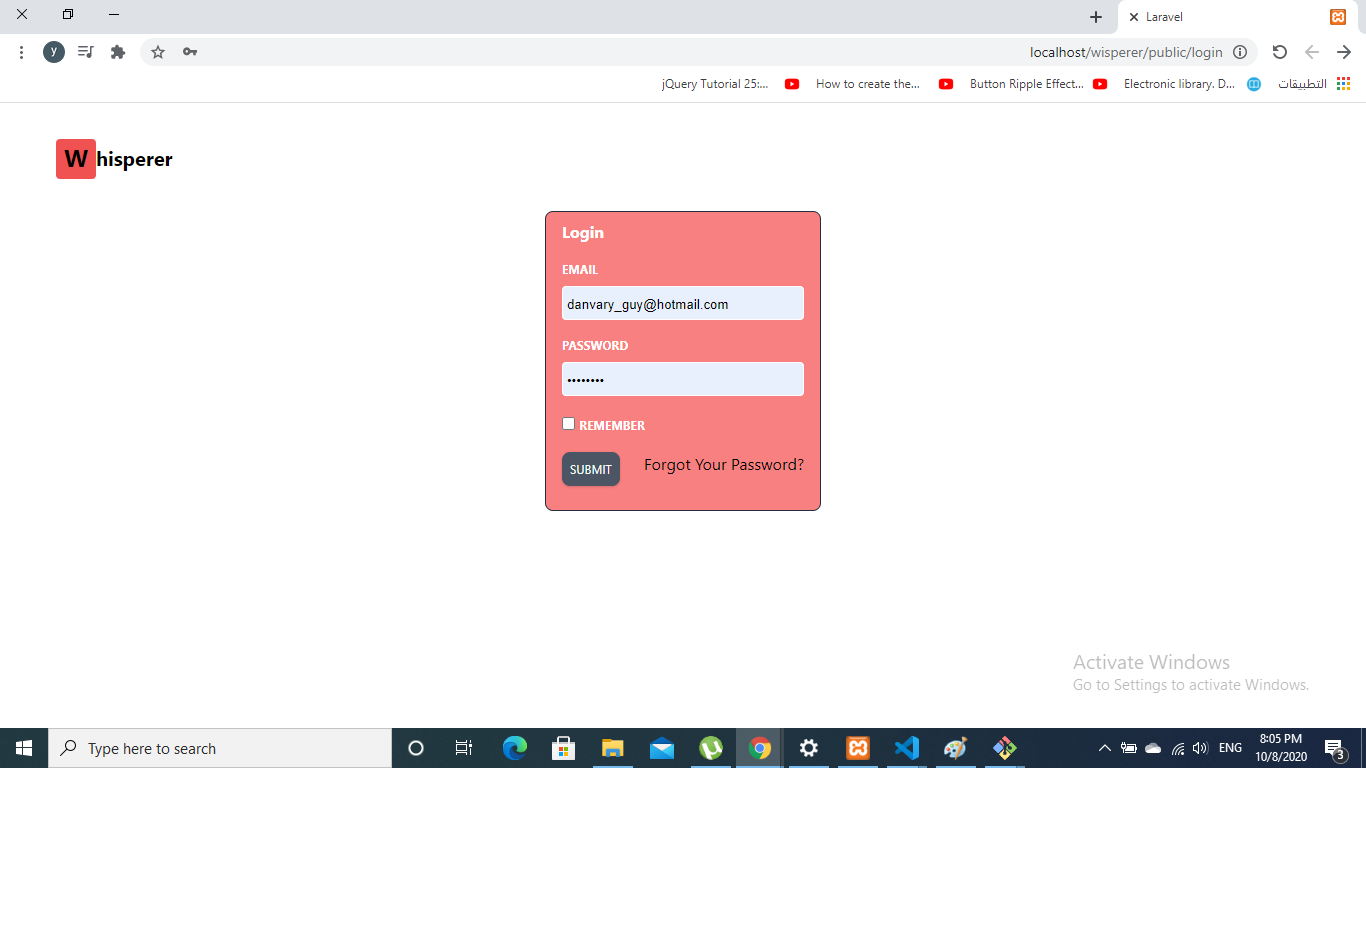 Laravel
y
localhost/wisperer/public/login
jQuery Tutorial 25:...
How to create the...
Button Ripple Effect...
Electronic library. D...
التطبيقات
Whisperer
Login
EMAIL
danvary_guy@hotmail.com
PASSWORD
••••••••
REMEMBER
SUBMIT
Forgot Your Password?
Activate Windows
Go to Settings to activate Windows.
Type here to search
ENG
8:05 PM
10/8/2020
3